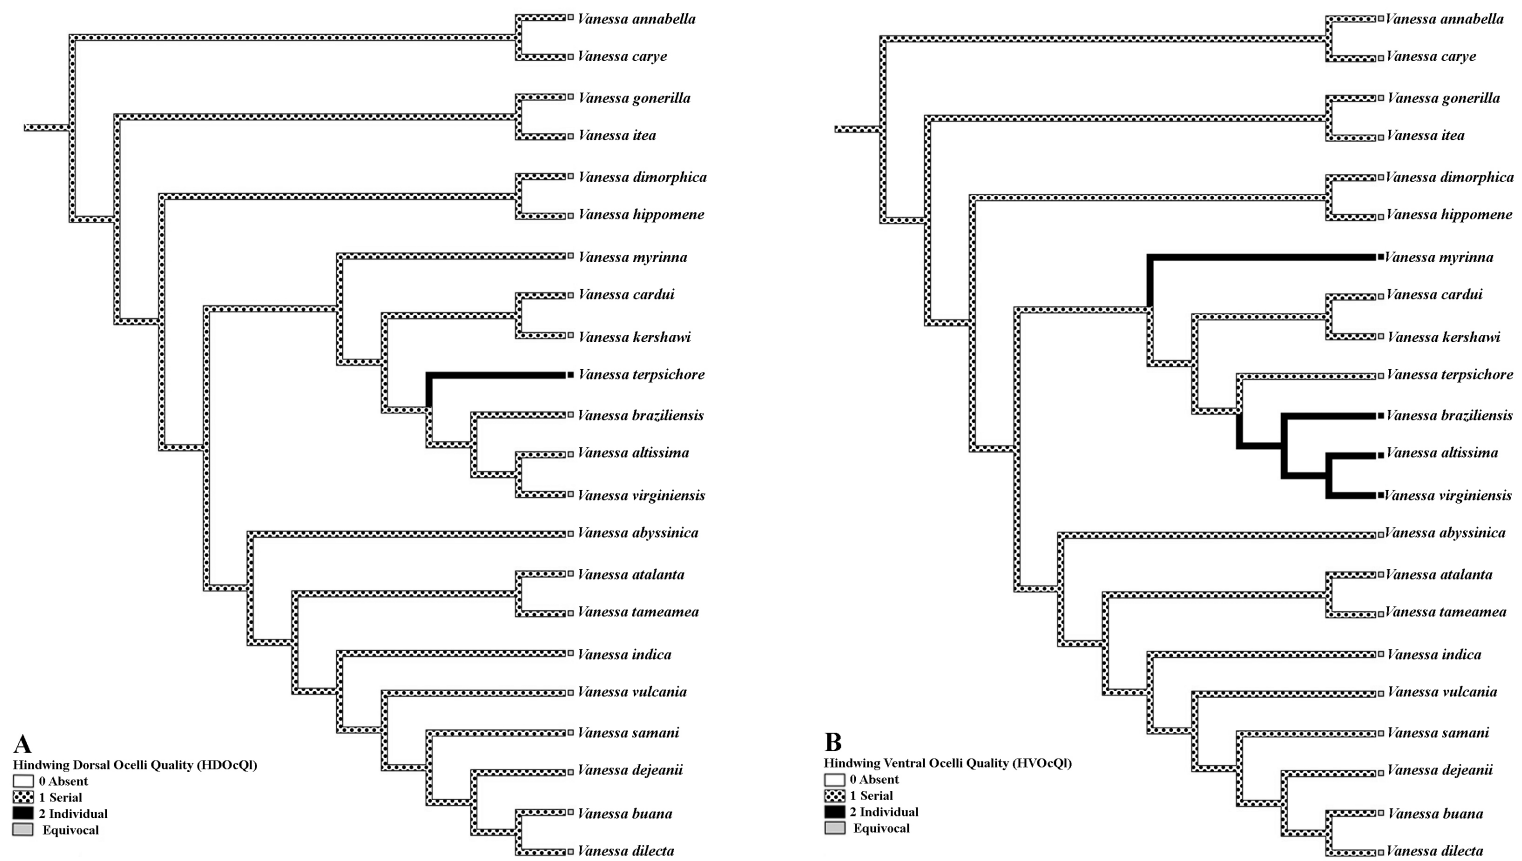 Vanessa annabella
Vanessa carye
Vanessa gonerilla
Vanessa itea
Vanessa dimorphica
Vanessa hippomene
Vanessa myrinna
Vanessa cardui
Vanessa kershawi
Vanessa terpsichore
Vanessa braziliensis
Vanessa altissima
Vanessa virginiensis
Vanessa abyssinica
Vanessa atalanta
Vanessa tameamea
Vanessa indica
Vanessa vulcania
Vanessa samani
Vanessa dejeanii
Vanessa buana
Vanessa dilecta
A
Hindwing Dorsal Ocelli Quality (HDOcQl)
0 Absent
1 Serial
2 Individual
Equivocal
Vanessa annabella
Vanessa carye
Vanessa gonerilla
Vanessa itea
Vanessa dimorphica
Vanessa hippomene
Vanessa myrinna
Vanessa cardui
Vanessa kershawi
Vanessa terpsichore
Vanessa braziliensis
Vanessa altissima
Vanessa virginiensis
Vanessa abyssinica
Vanessa atalanta
Vanessa tameamea
Vanessa indica
Vanessa vulcania
Vanessa samani
Vanessa dejeanii
Vanessa buana
Vanessa dilecta
B
Hindwing Ventral Ocelli Quality (HVOcQl)
0 Absent
1 Serial
2 Individual
Equivocal